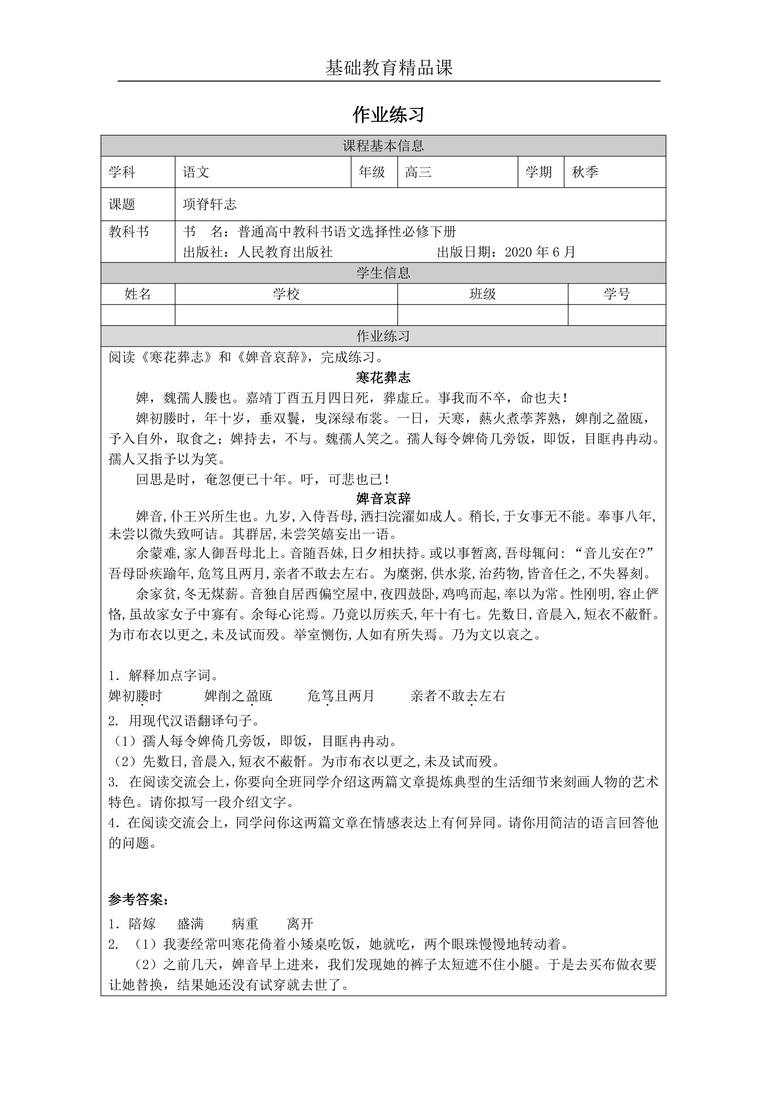 基础教育精品课
作业练习
课程基本信息
学科 语文 年级 高三 学期 秋季
课题 项脊轩志
教科书 书 名：普通高中教科书语文选择性必修下册
出版社：人民教育出版社 出版日期：2020 年 6 月
学生信息
姓名 学校 班级 学号
作业练习
阅读《寒花葬志》和《婢音哀辞》，完成练习。
寒花葬志
婢，魏孺人媵也。嘉靖丁酉五月四日死，葬虚丘。事我而不卒，命也夫！
婢初媵时，年十岁，垂双鬟，曳深绿布裳。一日，天寒，爇火煮荸荠熟，婢削之盈瓯，
予入自外，取食之；婢持去，不与。魏孺人笑之。孺人每令婢倚几旁饭，即饭，目眶冉冉动。
孺人又指予以为笑。
回思是时，奄忽便已十年。吁，可悲也已！
婢音哀辞
婢音,仆王兴所生也。九岁,入侍吾母,洒扫浣濯如成人。稍长,于女事无不能。奉事八年,
未尝以微失致呵诘。其群居,未尝笑嬉妄出一语。
余蒙难,家人御吾母北上。音随吾妹,日夕相扶持。或以事暂离,吾母辄问:“音儿安在?”
吾母卧疾踰年,危笃且两月,亲者不敢去左右。为糜粥,供水浆,治药物,皆音任之,不失晷刻。
余家贫,冬无煤薪。音独自居西偏空屋中,夜四鼓卧,鸡鸣而起,率以为常。性刚明,容止俨
恪,虽故家女子中寡有。余每心诧焉。乃竟以厉疾夭,年十有七。先数日,音晨入,短衣不蔽骭。
为市布衣以更之,未及试而殁。举室恻伤,人如有所失焉。乃为文以哀之。
1．解释加点字词。
婢初媵时 婢削之盈瓯 危笃且两月 亲者不敢去左右
2. 用现代汉语翻译句子。
（1）孺人每令婢倚几旁饭，即饭，目眶冉冉动。
（2）先数日,音晨入,短衣不蔽骭。为市布衣以更之,未及试而殁。
3. 在阅读交流会上，你要向全班同学介绍这两篇文章提炼典型的生活细节来刻画人物的艺术
特色。请你拟写一段介绍文字。
4．在阅读交流会上，同学问你这两篇文章在情感表达上有何异同。请你用简洁的语言回答他
的问题。
参考答案：
1．陪嫁 盛满 病重 离开
2. （1）我妻经常叫寒花倚着小矮桌吃饭，她就吃，两个眼珠慢慢地转动着。
（2）之前几天，婢音早上进来，我们发现她的裤子太短遮不住小腿。于是去买布做衣要
让她替换，结果她还没有试穿就去世了。